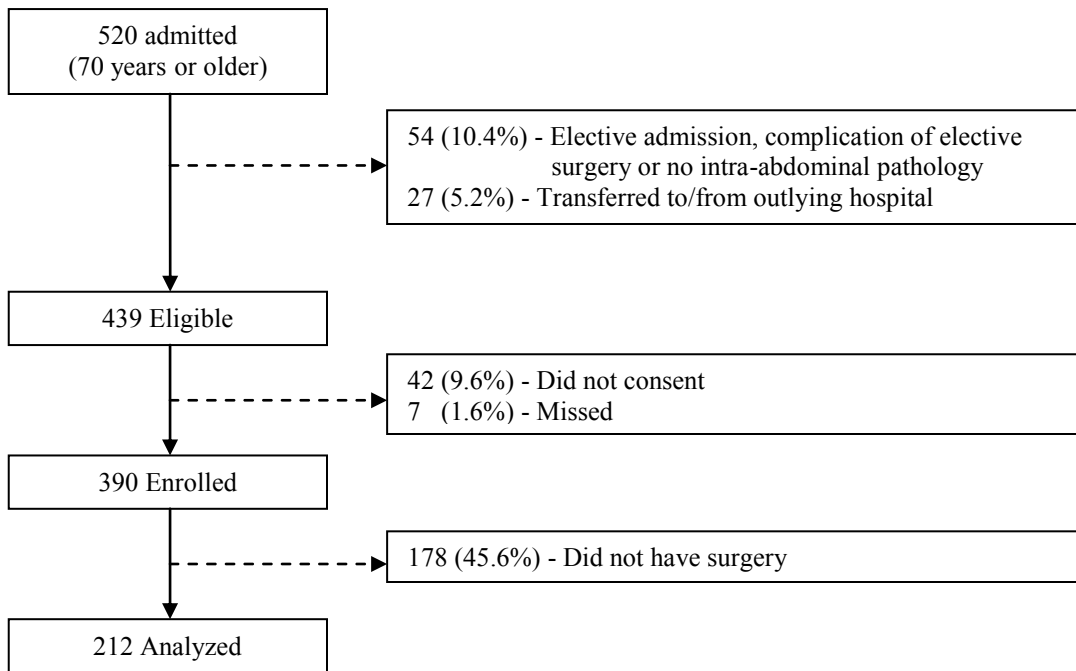 520 admitted
(70 years or older)
54 (10.4%) - Elective admission, complication of elective
surgery or no intra-abdominal pathology
27 (5.2%) - Transferred to/from outlying hospital
439 Eligible
42 (9.6%) - Did not consent
7 (1.6%) - Missed
390 Enrolled
178 (45.6%) - Did not have surgery
212 Analyzed